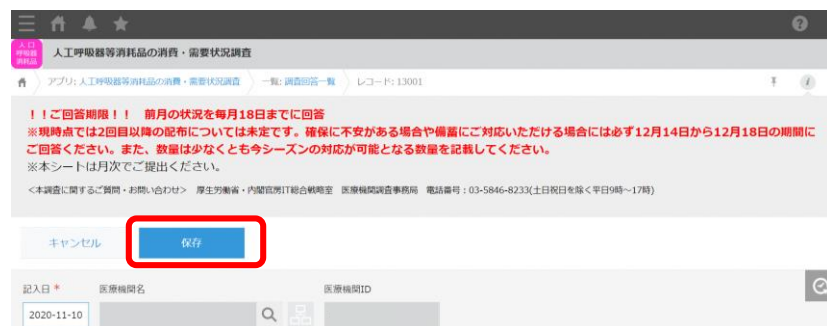 人工
呼吸器
消耗品
人工呼吸器等消耗品の消費・需要状況調査
アプリ: 人工呼吸器等消耗品の消費・需要状況調査 一覧: 調査回答一覧 レコード: 13001
！！ご回答期限！！ 前月の状況を毎月18日までに回答
※現時点では2回目以降の配布については未定です。確保に不安がある場合や備蓄にご対応いただける場合には必ず12月14日から12月18日の期間に
ご回答ください。また、数量は少なくとも今シーズンの対応が可能となる数量を記載してください。
※本シートは月次でご提出ください。
＜本調査に関するご質問・お問い合わせ＞ 厚生労働省・内閣官房IT総合戦略室 医療機関調査事務局 電話番号：03-5846-8233(土日祝日を除く平日9時～17時)
キャンセル 保存
記入日 * 医療機関名 医療機関ID
2020-11-10